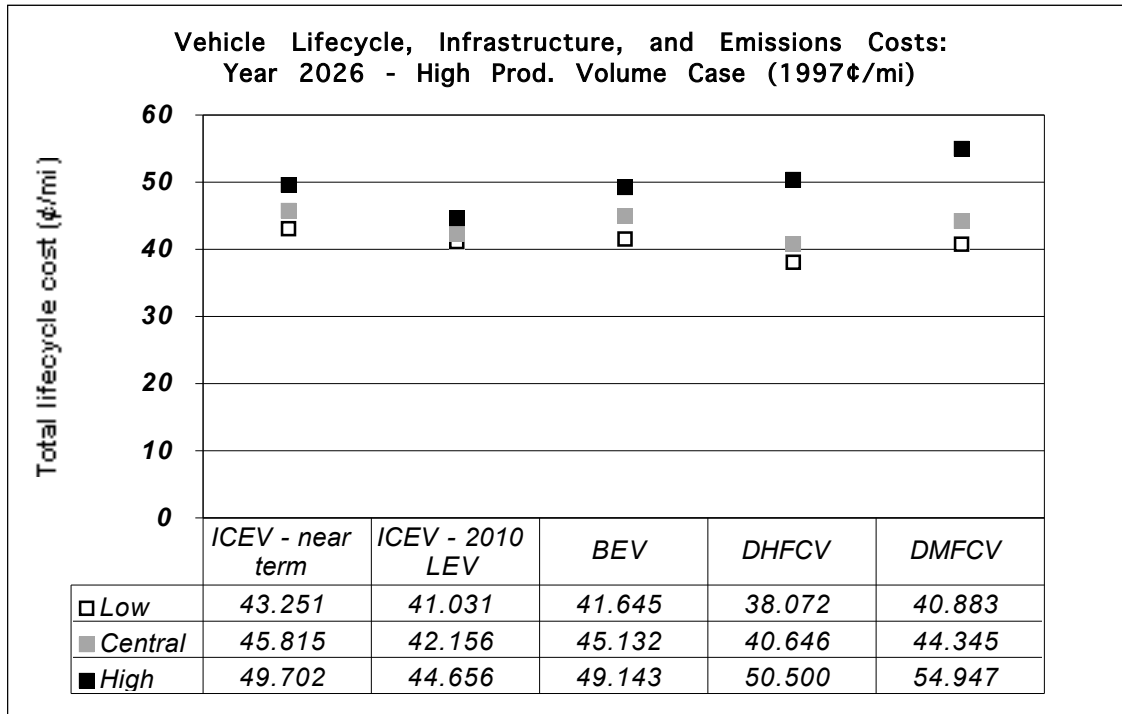 Vehicle Lifecycle, Infrastructure, and Emissions Costs:
Year 2026 - High Prod. Volume Case (1997¢/mi)
Total lifecycle cost (¢/mi)
60
50
40
30
20
10
0
ICEV - near term ICEV - 2010 LEV BEV DHFCV DMFCV
Low 43.251 41.031 41.645 38.072 40.883
Central 45.815 42.156 45.132 40.646 44.345
High 49.702 44.656 49.143 50.500 54.947